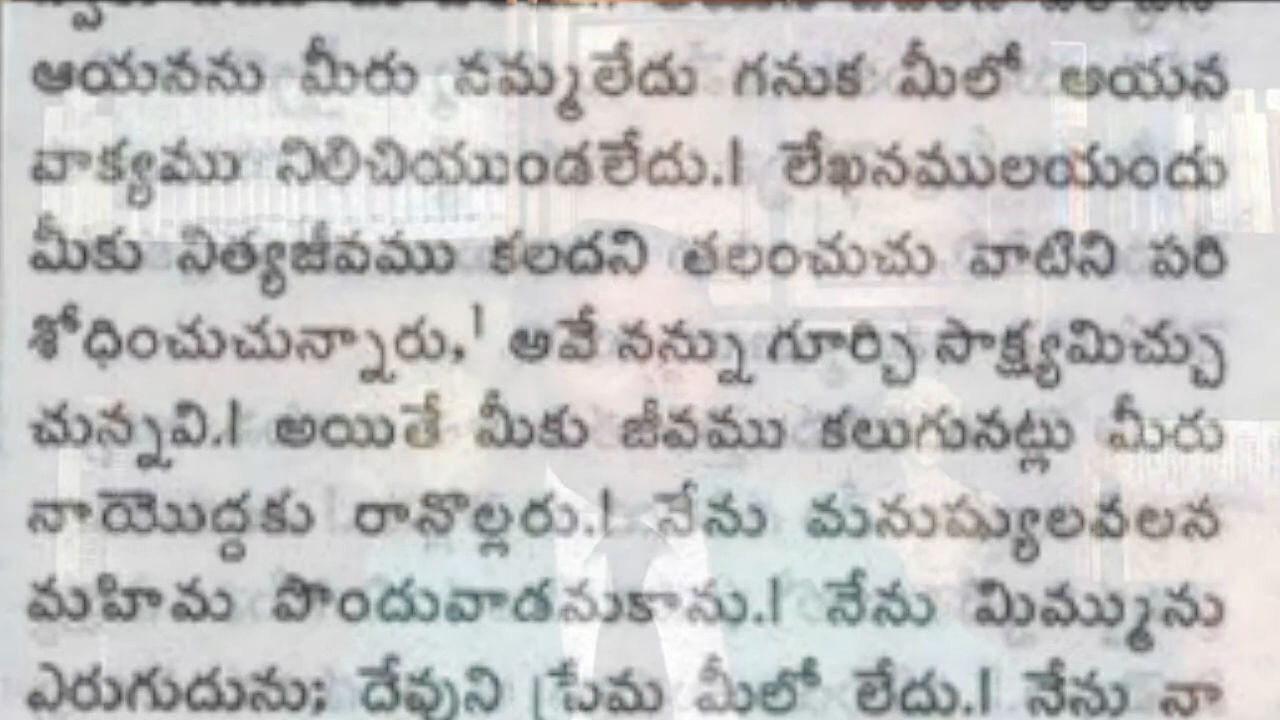 ఆయనను మీరు నమ్మలేదు గనుక మీలో ఆయన
వాక్యము నిలిచియుండలేదు.| లేఖనములయందు
మీకు నిత్యజీవము కలదని తలంచుచు వాటిని పరి
శోధించుచున్నారు,¹ అవే నన్ను గూర్చి సాక్ష్యమిచ్చు
చున్నవి.| అయితే మీకు జీవము కలుగునట్లు మీరు
నాయొద్దకు రానొల్లరు.| నేను మనుష్యులవలన
మహిమ పొందువాడనుకాను.| నేను మిమ్మును
ఎరుగుదును; దేవుని ప్రేమ మీలో లేదు.| నేను నా